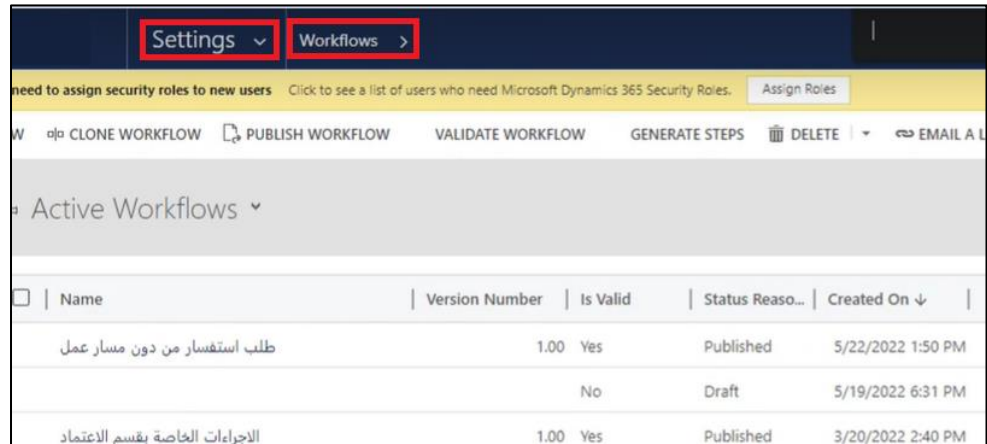 Settings Workflows
need to assign security roles to new users Click to see a list of users who need Microsoft Dynamics 365 Security Roles. Assign Roles
W CLONE WORKFLOW PUBLISH WORKFLOW VALIDATE WORKFLOW GENERATE STEPS DELETE EMAIL A L
Active Workflows
Name Version Number Is Valid Status Reaso... Created On ↓
طلب استفسار من دون مسار عمل 1.00 Yes Published 5/22/2022 1:50 PM
No Draft 5/19/2022 6:31 PM
الاجراءات الخاصة بقسم الاعتماد 1.00 Yes Published 3/20/2022 2:40 PM